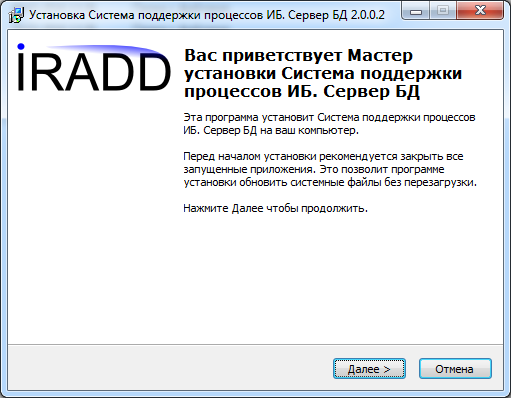 Установка Система поддержки процессов ИБ. Сервер БД 2.0.0.2
iRADD
Вас приветствует Мастер
установки Система поддержки
процессов ИБ. Сервер БД
Эта программа установит Система поддержки процессов
ИБ. Сервер БД на ваш компьютер.
Перед началом установки рекомендуется закрыть все
запущенные приложения. Это позволит программе
установки обновить системные файлы без перезагрузки.
Нажмите Далее чтобы продолжить.
Далее >
Отмена